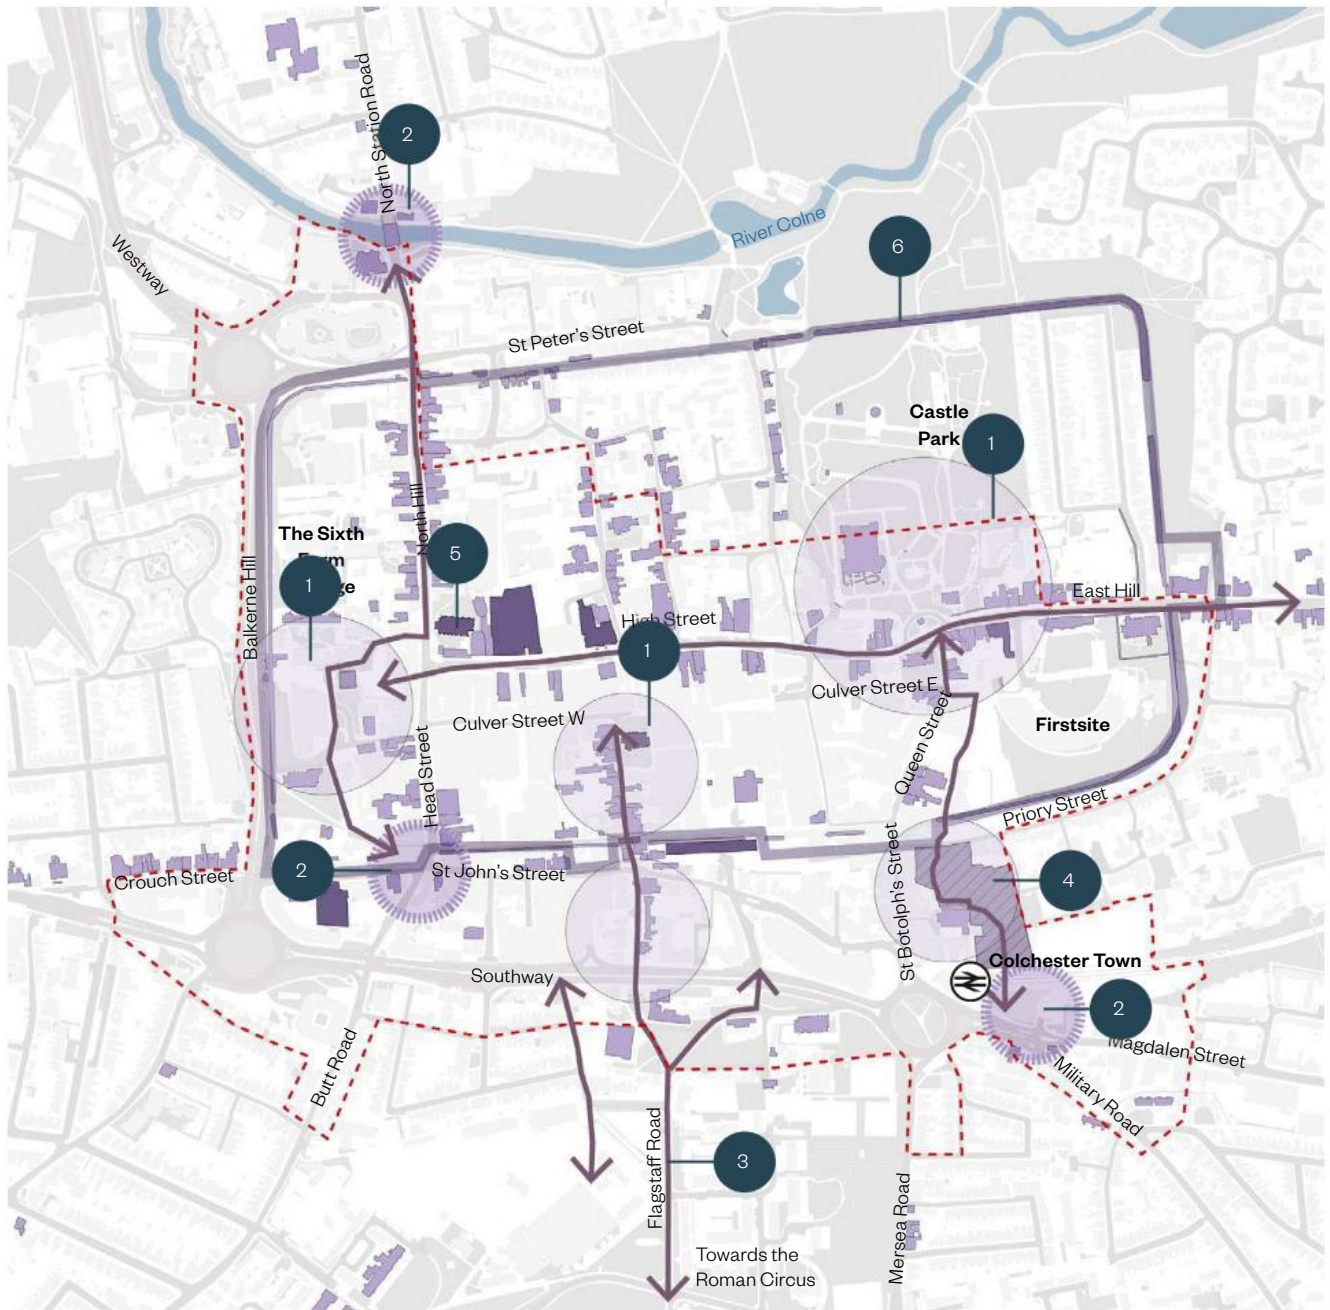 North Station Road
2
River Colne
Westway
6
St Peter's Street
Castle
Park
1
North Hill
The Sixth
5
1
Balkerne Hill
East Hill
High Street
1
Culver Street E
Culver Street W
Queen Street
Firstsite
Head Street
Priory Street
St Botolph's Street
2
St John's Street
4
Crouch Street
Colchester Town
Southway
2
Magdalen Street
Butt Road
Military Road
Flagstaff Road
3
Mersea Road
Towards the
Roman Circus